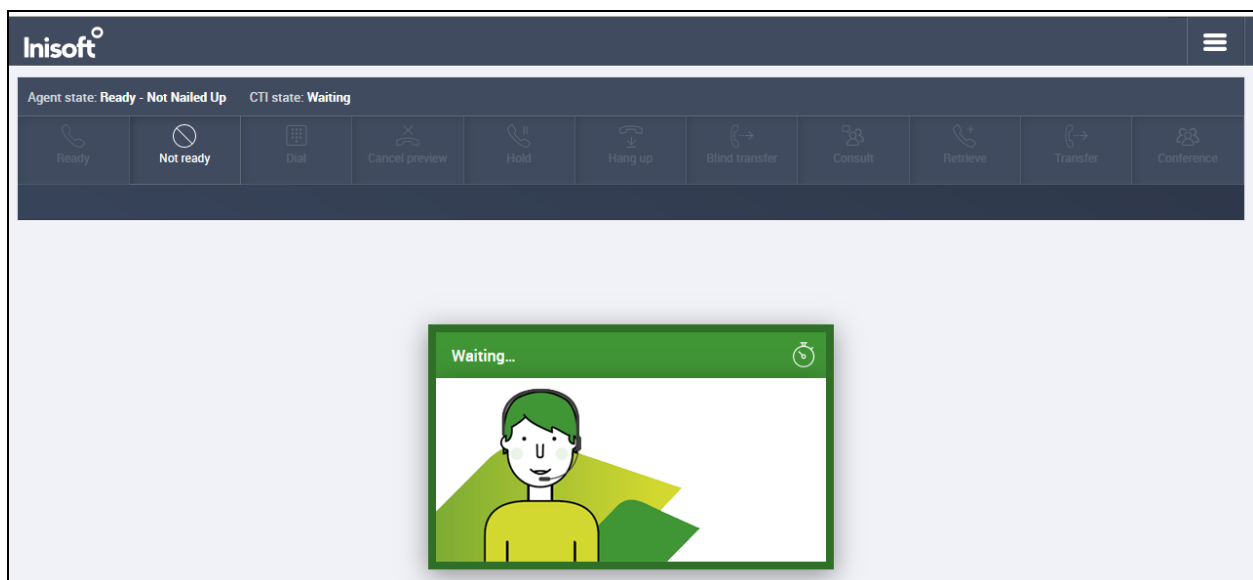 Inisoft
Agent state: Ready - Not Nailed Up CTI state: Waiting
Ready Not ready Dial Cancel preview Hold Hang up Blind transfer Consult Retrieve Transfer Conference
Waiting...